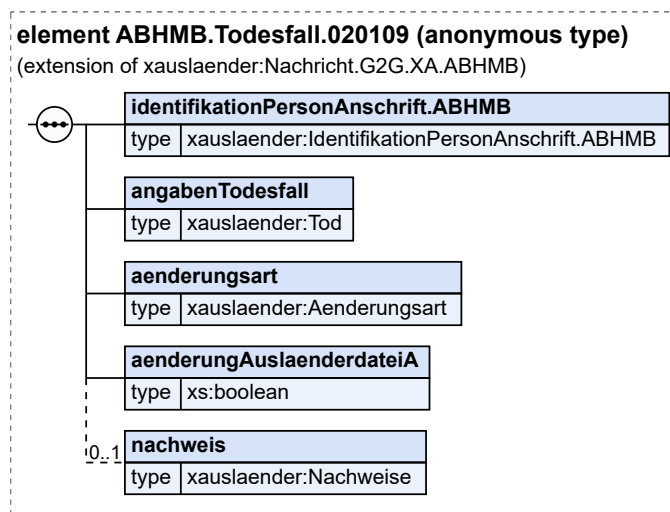 element ABHMB.Todesfall.020109 (anonymous type)
(extension of xauslaender:Nachricht.G2G.XA.ABHMB)
identifikationPersonAnschrift.ABHMB
type xauslaender:IdentifikationPersonAnschrift.ABHMB
angabenTodesfall
type xauslaender:Tod
aenderungsart
type xauslaender:Aenderungsart
aenderungAuslaenderdateiA
type xs:boolean
0..1 nachweis
type xauslaender:Nachweise